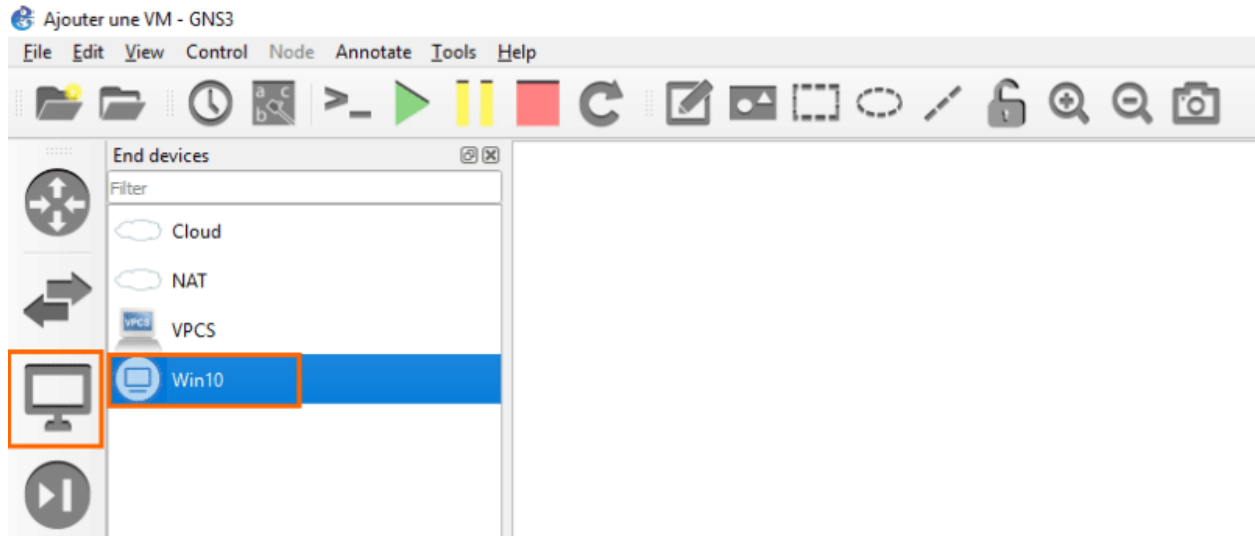 Ajouter une VM - GNS3
File Edit View Control Node Annotate Tools Help
a c
b
>_
End devices
Filter
Cloud
NAT
VPCS
VPCS
Win10